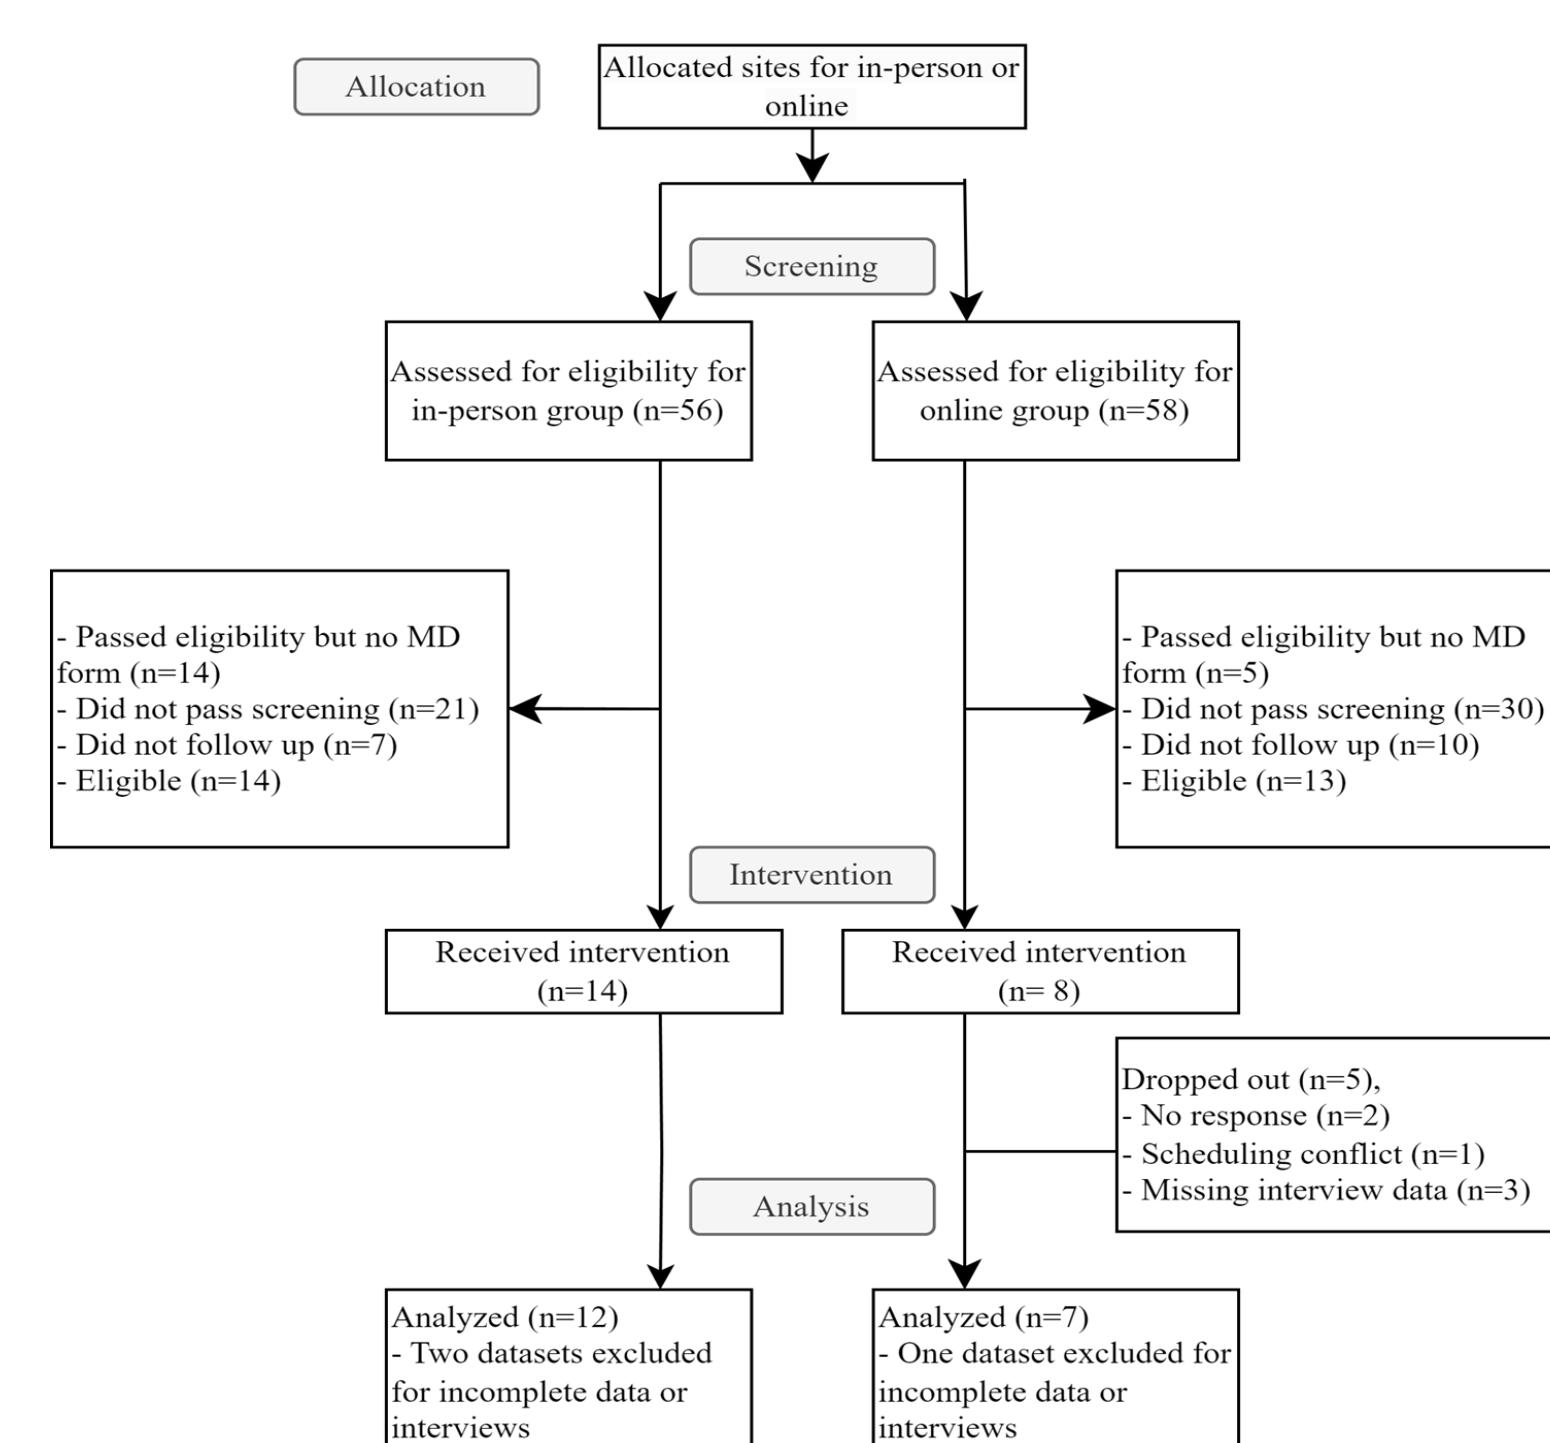 Allocation
Allocated sites for in-person or
online
Screening
Assessed for eligibility for
in-person group (n=56)
Assessed for eligibility for
online group (n=58)
- Passed eligibility but no MD
form (n=14)
- Did not pass screening (n=21)
- Did not follow up (n=7)
- Eligible (n=14)
- Passed eligibility but no MD
form (n=5)
- Did not pass screening (n=30)
- Did not follow up (n=10)
- Eligible (n=13)
Intervention
Received intervention
(n=14)
Received intervention
(n= 8)
Dropped out (n=5),
- No response (n=2)
- Scheduling conflict (n=1)
- Missing interview data (n=3)
Analysis
Analyzed (n=12)
- Two datasets excluded
for incomplete data or
interviews
Analyzed (n=7)
- One dataset excluded for
incomplete data or
interviews